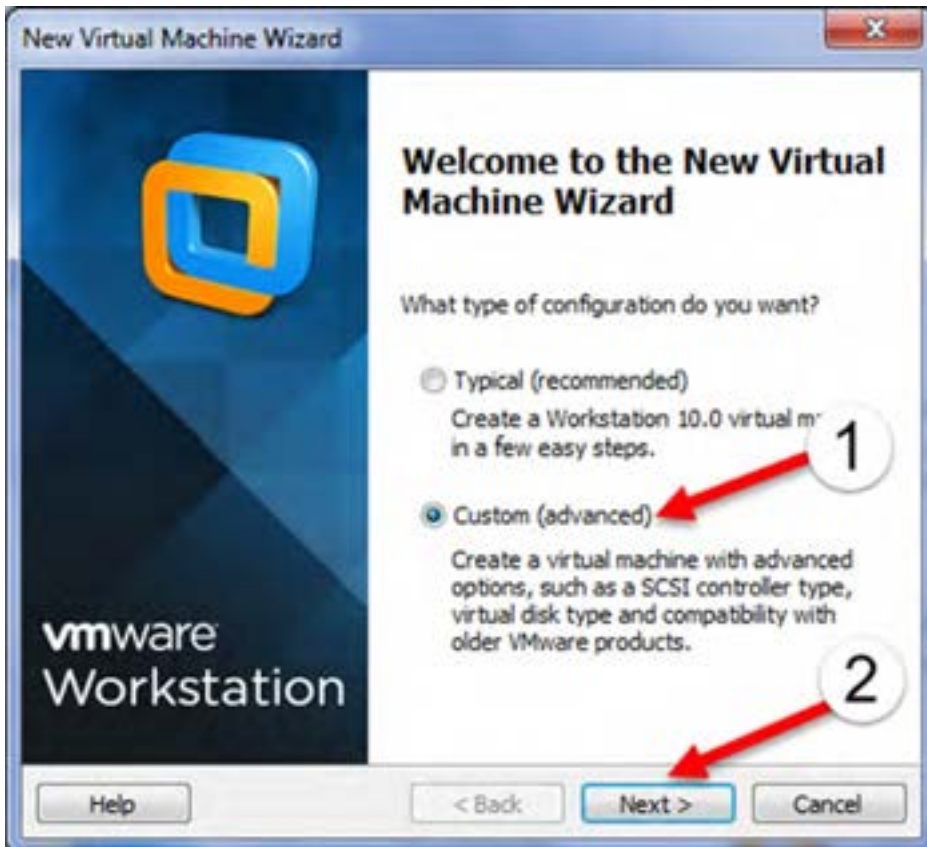 New Virtual Machine Wizard
Welcome to the New Virtual
Machine Wizard
What type of configuration do you want?
Typical (recommended)
Create a Workstation 10.0 virtual m
in a few easy steps.
1
Custom (advanced)
Create a virtual machine with advanced
options, such as a SCSI controller type,
virtual disk type and compatibility with
older VMware products.
2
vmware
Workstation
Help
< Back
Next >
Cancel